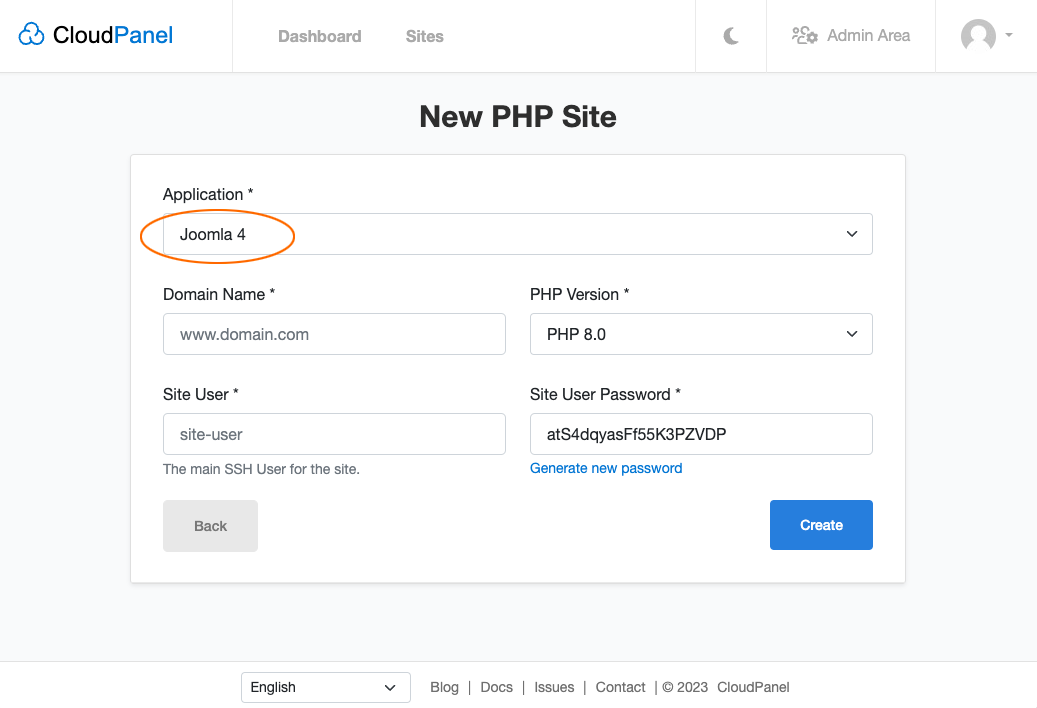 CloudPanel Dashboard Sites Admin Area
New PHP Site
Application *
Joomla 4
Domain Name * PHP Version *
www.domain.com PHP 8.0
Site User * Site User Password *
site-user atS4dqyasFf55K3PZVDP
The main SSH User for the site. Generate new password
Back Create
English Blog | Docs | Issues | Contact | © 2023 CloudPanel